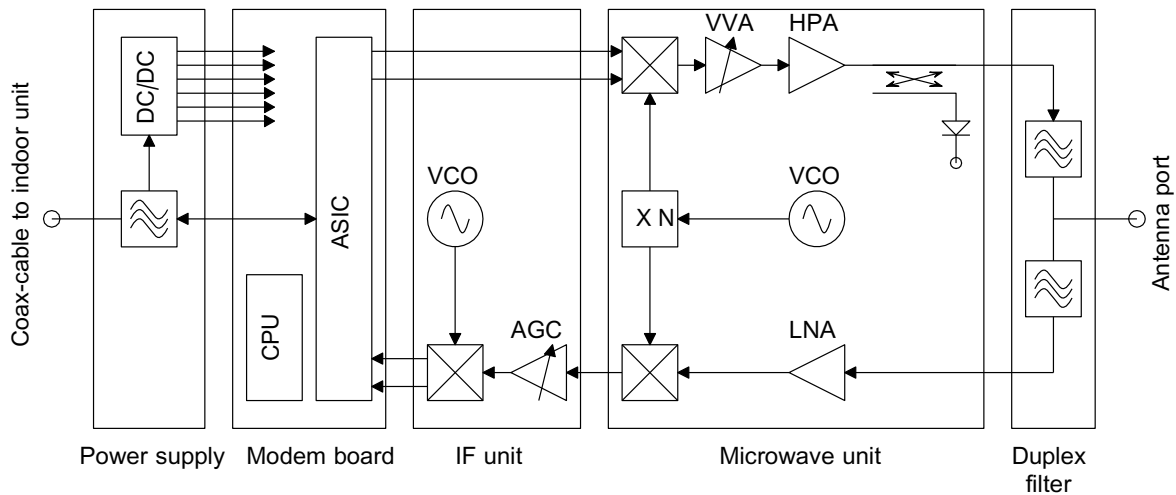 VVA
HPA
DC/DC
VCO
VCO
X N
ASIC
CPU
AGC
LNA
Coax-cable to indoor unit
Antenna port
Power supply
Modem board
IF unit
Microwave unit
Duplex
filter